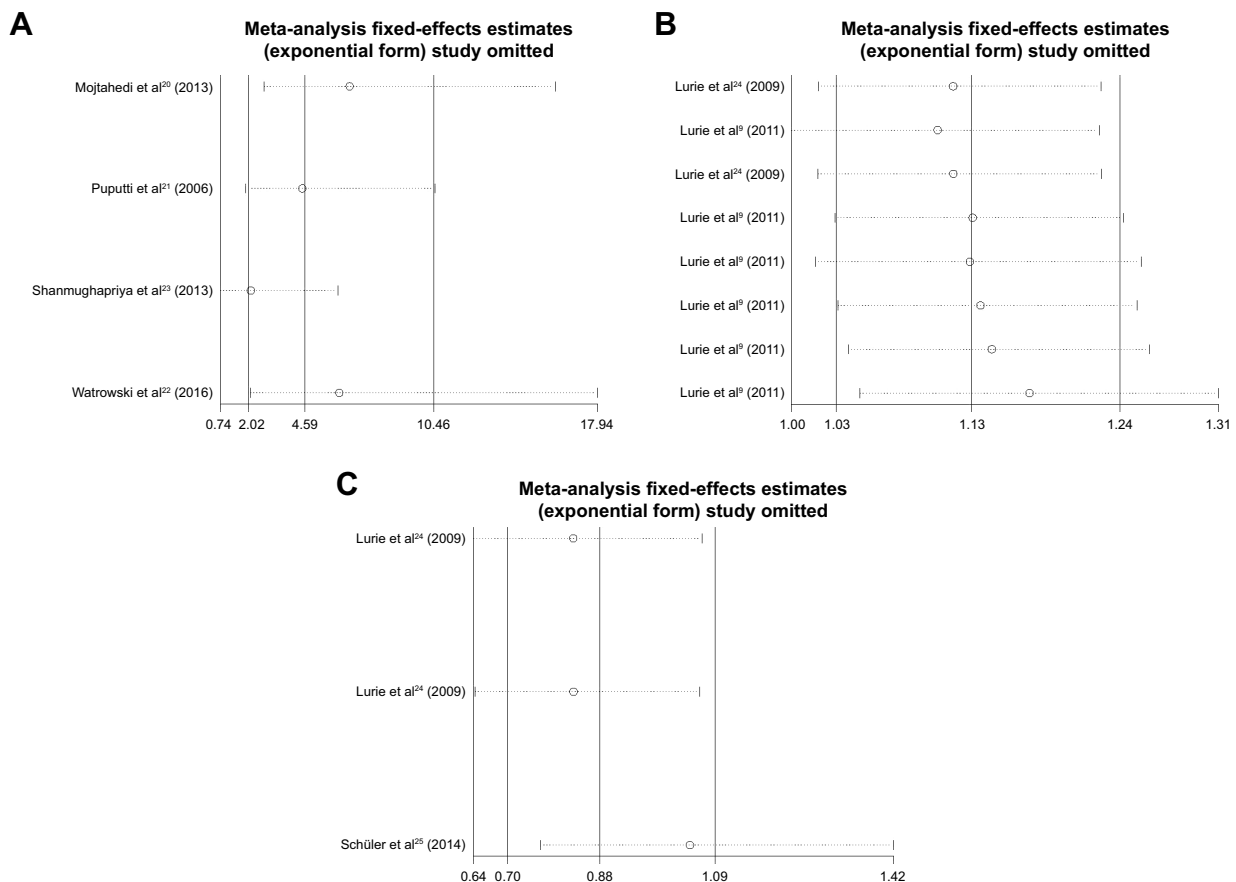 A
Meta-analysis fixed-effects estimates
(exponential form) study omitted
Mojtahedi et al²⁰ (2013)
Puputti et al²¹ (2006)
Shanmughapriya et al²³ (2013)
Watrowski et al²² (2016)
0.74 2.02 4.59 10.46 17.94
B
Meta-analysis fixed-effects estimates
(exponential form) study omitted
Lurie et al²⁴ (2009)
Lurie et al⁹ (2011)
Lurie et al²⁴ (2009)
Lurie et al⁹ (2011)
Lurie et al⁹ (2011)
Lurie et al⁹ (2011)
Lurie et al⁹ (2011)
Lurie et al⁹ (2011)
1.00 1.03 1.13 1.24 1.31
C
Meta-analysis fixed-effects estimates
(exponential form) study omitted
Lurie et al²⁴ (2009)
Lurie et al²⁴ (2009)
Schüler et al²⁵ (2014)
0.64 0.70 0.88 1.09 1.42